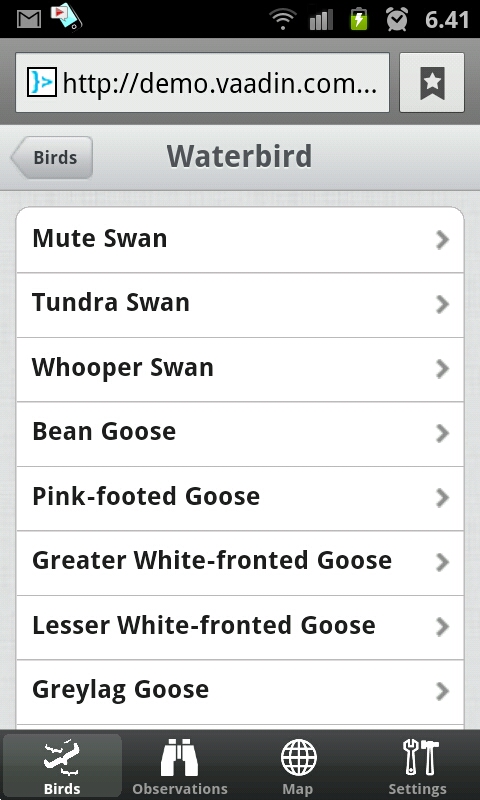 6.41
http://demo.vaadin.com...
Birds
Waterbird
Mute Swan
Tundra Swan
Whooper Swan
Bean Goose
Pink-footed Goose
Greater White-fronted Goose
Lesser White-fronted Goose
Greylag Goose
Birds
Observations
Map
Settings